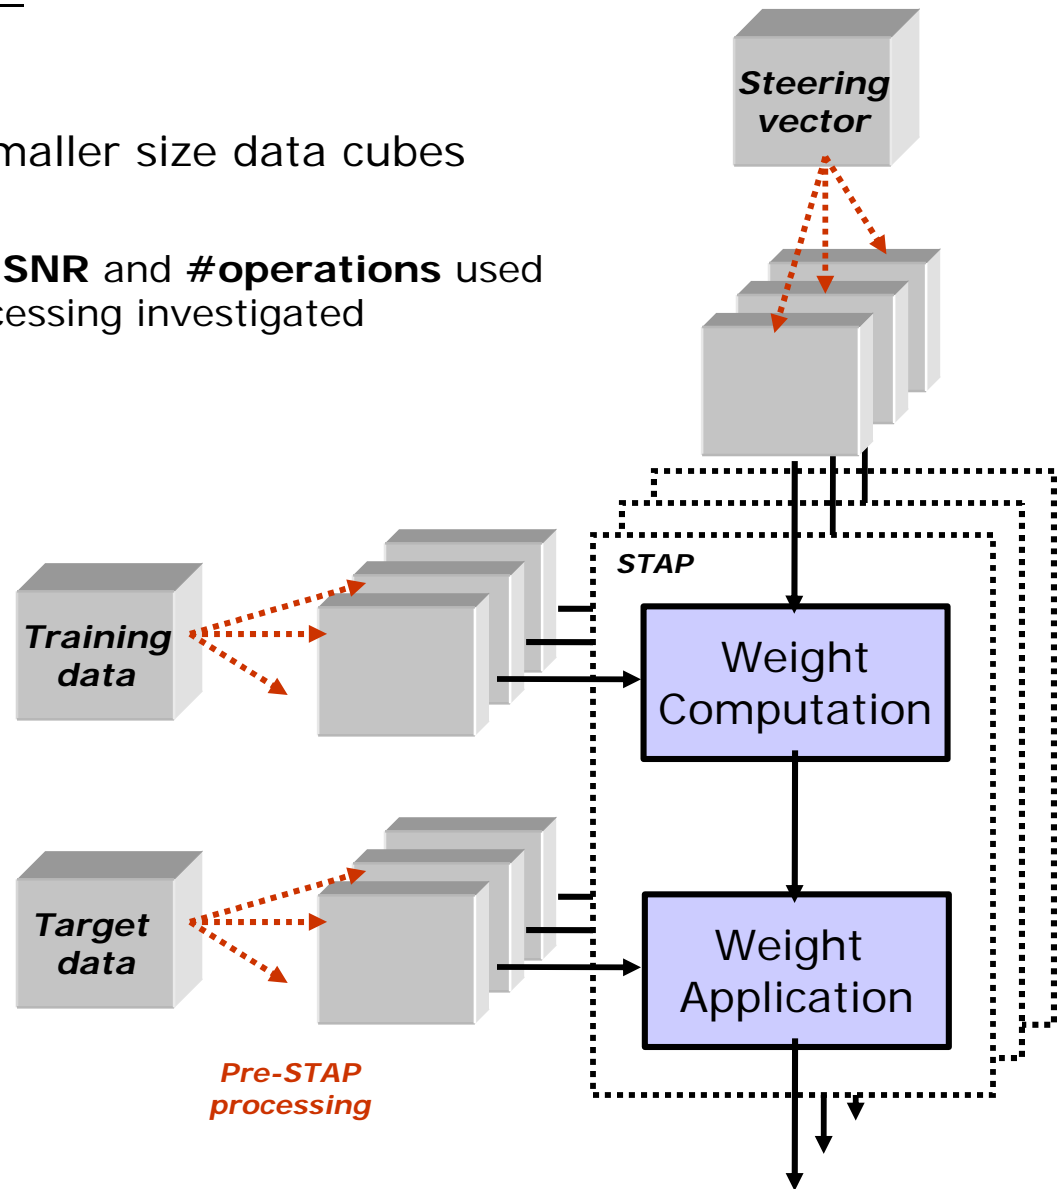 maller size data cubes
SNR and #operations used
cessing investigated
Steering
vector
STAP
Training
data
Weight
Computation
Target
data
Weight
Application
Pre-STAP
processing